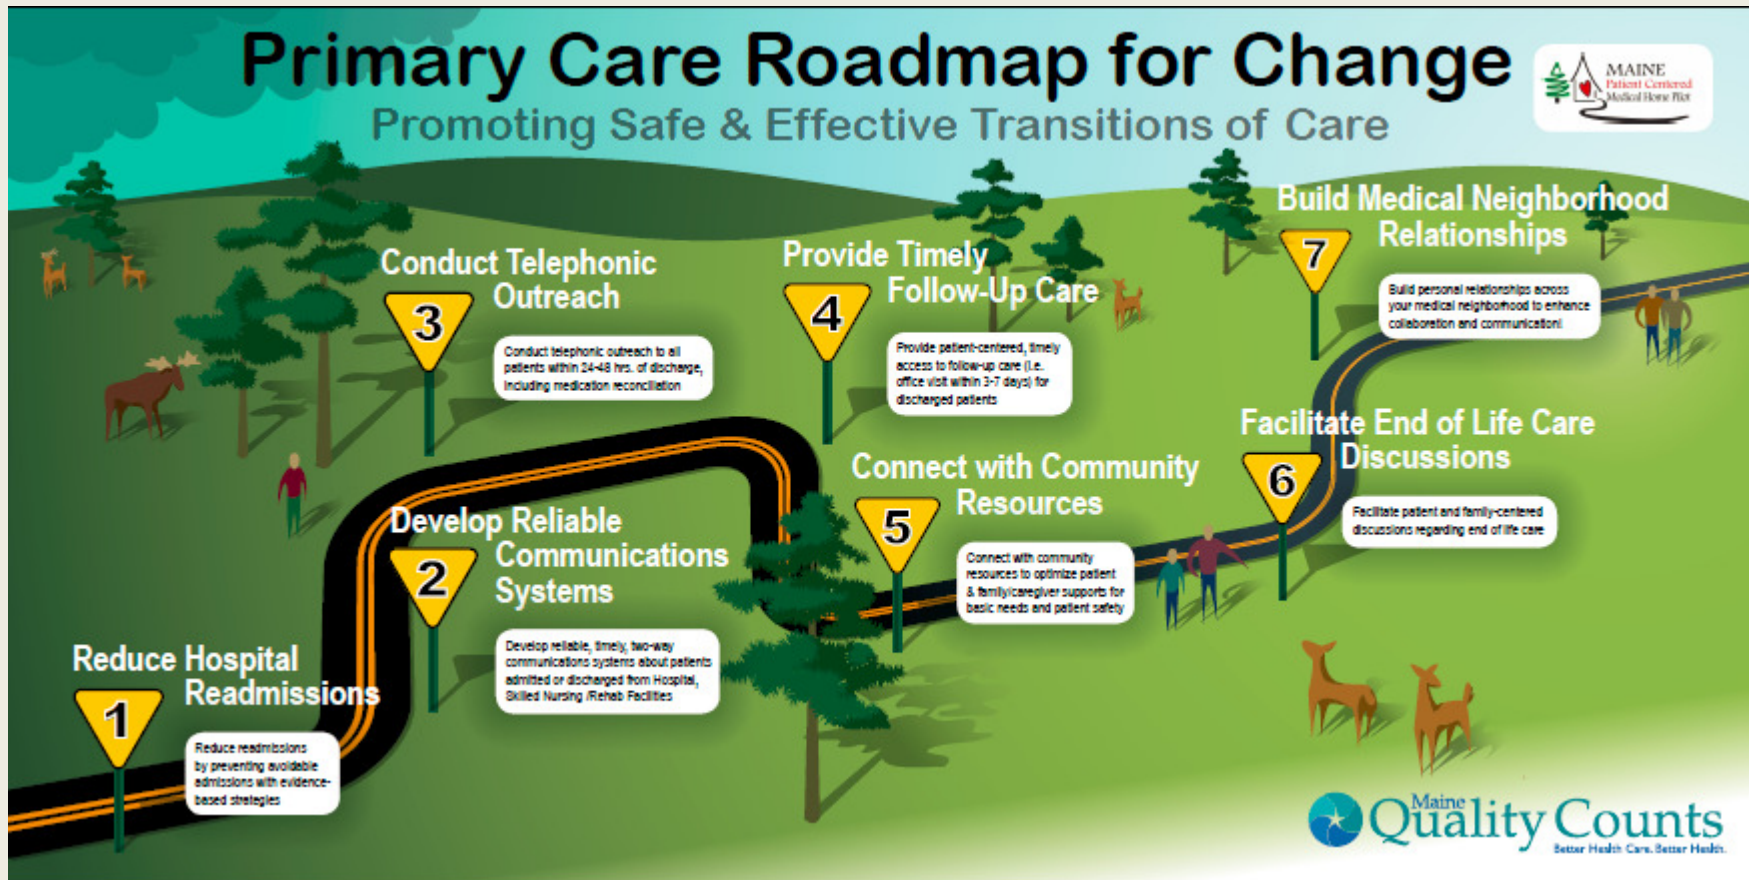 Primary Care Roadmap for Change
Promoting Safe & Effective Transitions of Care
MAINE
Patient Centered
Medical Home Pilot
1
Reduce Hospital
Readmissions
Reduce readmissions
by preventing avoidable
admissions with evidence-
based strategies
2
Develop Reliable
Communications
Systems
Develop reliable, timely, two-way
communications systems about patients
admitted or discharged from Hospital,
Skilled Nursing /Rehab Facilities
3
Conduct Telephonic
Outreach
Conduct telephonic outreach to all
patients within 24-48 hrs. of discharge,
including medication reconciliation
4
Provide Timely
Follow-Up Care
Provide patient-centered, timely
access to follow-up care (i.e.
office visit within 3-7 days) for
discharged patients
5
Connect with Community
Resources
Connect with community
resources to optimize patient
& family/caregiver supports for
basic needs and patient safety
6
Facilitate End of Life Care
Discussions
Facilitate patient and family-centered
discussions regarding end of life care
7
Build Medical Neighborhood
Relationships
Build personal relationships across
your medical neighborhood to enhance
collaboration and communication!
Maine
Quality Counts
Better Health Care. Better Health.